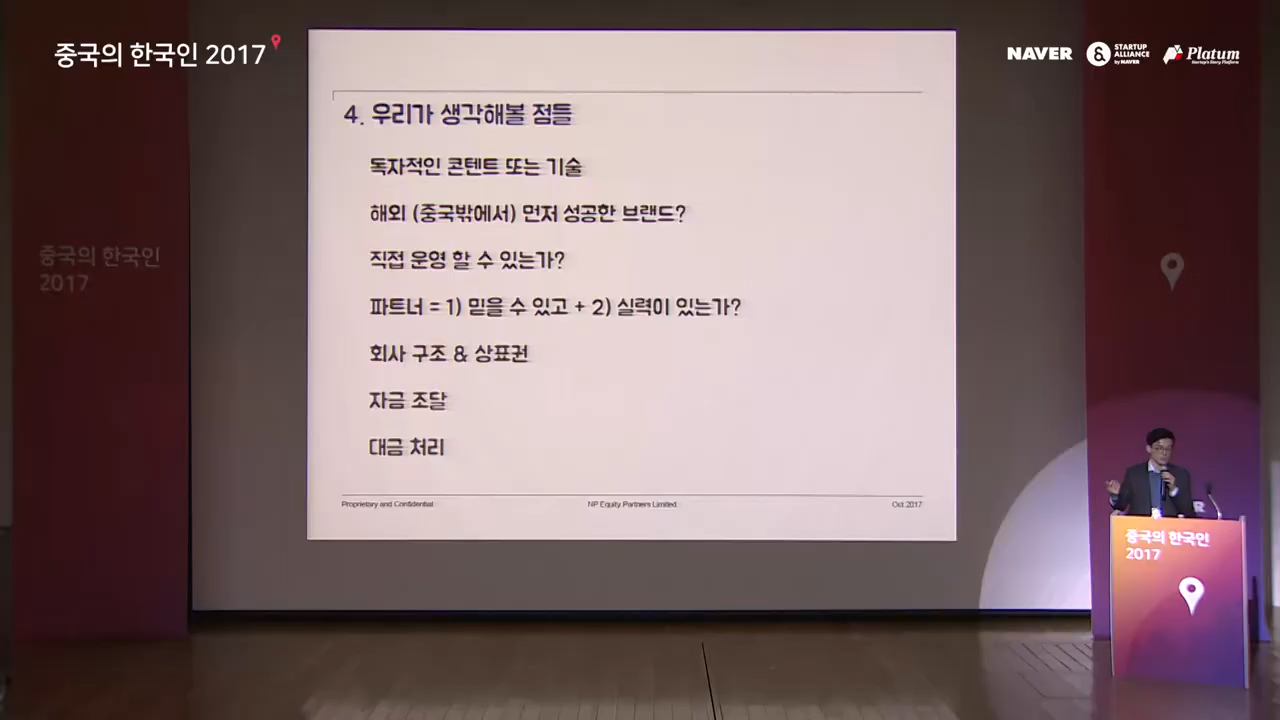 중국의 한국인 2017
NAVER
&
STARTUP
ALLIANCE
by NAVER
Platum
Startup's Story Platform
4. 우리가 생각해볼 점들
독자적인 콘텐트 또는 기술
해외 (중국밖에서) 먼저 성공한 브랜드?
직접 운영 할 수 있는가?
파트너 = 1) 믿을 수 있고 + 2) 실력이 있는가?
회사 구조 & 상표권
자금 조달
대금 처리
Proprietary and Confidential
NP Equity Partners Limited
Oct 2017
중국의 한국인
2017
중국의 한국인
2017